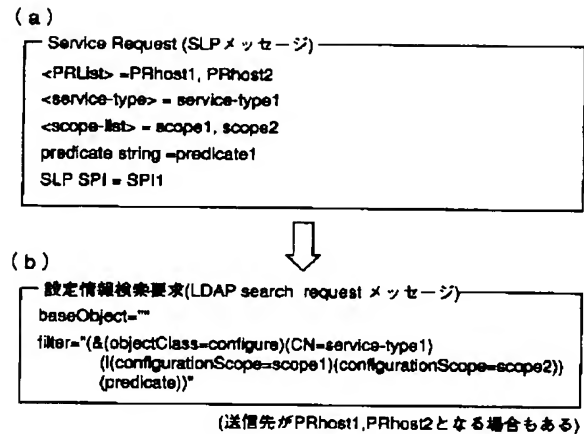 (a)
Service Request (SLPメッセージ)
<PRList> =PRhost1, PRhost2
<service-type> = service-type1
<scope-list> = scope1, scope2
predicate string =predicate1
SLP SPI = SPI1
(b)
設定情報検索要求(LDAP search request メッセージ)
baseObject=""
filter="(&(objectClass=configure)(CN=service-type1)
(|(configurationScope=scope1)(configurationScope=scope2))
(predicate))"
(送信先がPRhost1,PRhost2となる場合もある)